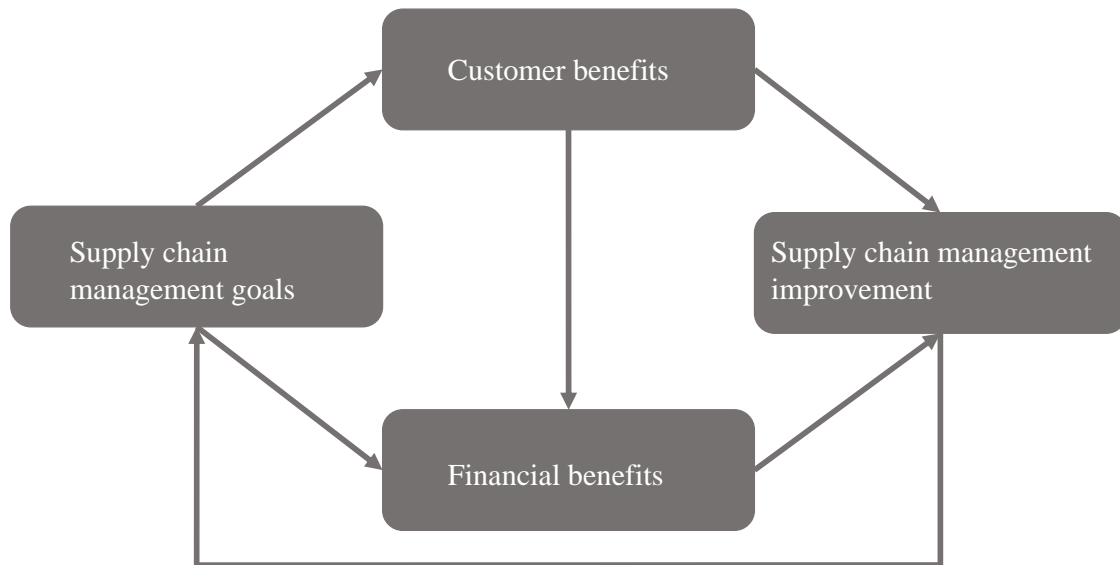 Customer benefits
Supply chain
management goals
Supply chain management
improvement
Financial benefits